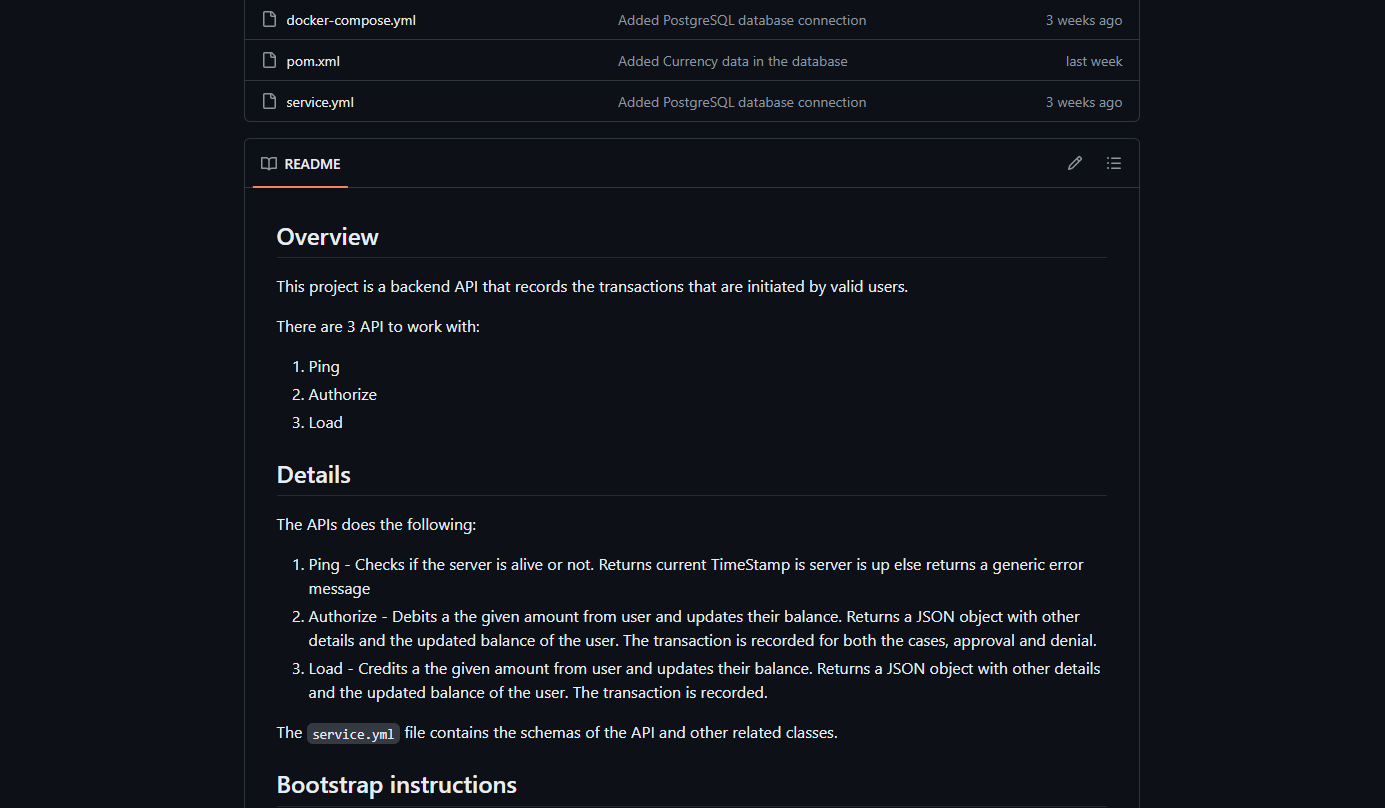 docker-compose.yml Added PostgreSQL database connection 3 weeks ago
pom.xml Added Currency data in the database last week
service.yml Added PostgreSQL database connection 3 weeks ago
README
Overview
This project is a backend API that records the transactions that are initiated by valid users.
There are 3 API to work with:
1. Ping
2. Authorize
3. Load
Details
The APIs does the following:
1. Ping - Checks if the server is alive or not. Returns current TimeStamp is server is up else returns a generic error
message
2. Authorize - Debits a the given amount from user and updates their balance. Returns a JSON object with other
details and the updated balance of the user. The transaction is recorded for both the cases, approval and denial.
3. Load - Credits a the given amount from user and updates their balance. Returns a JSON object with other details
and the updated balance of the user. The transaction is recorded.
The service.yml file contains the schemas of the API and other related classes.
Bootstrap instructions